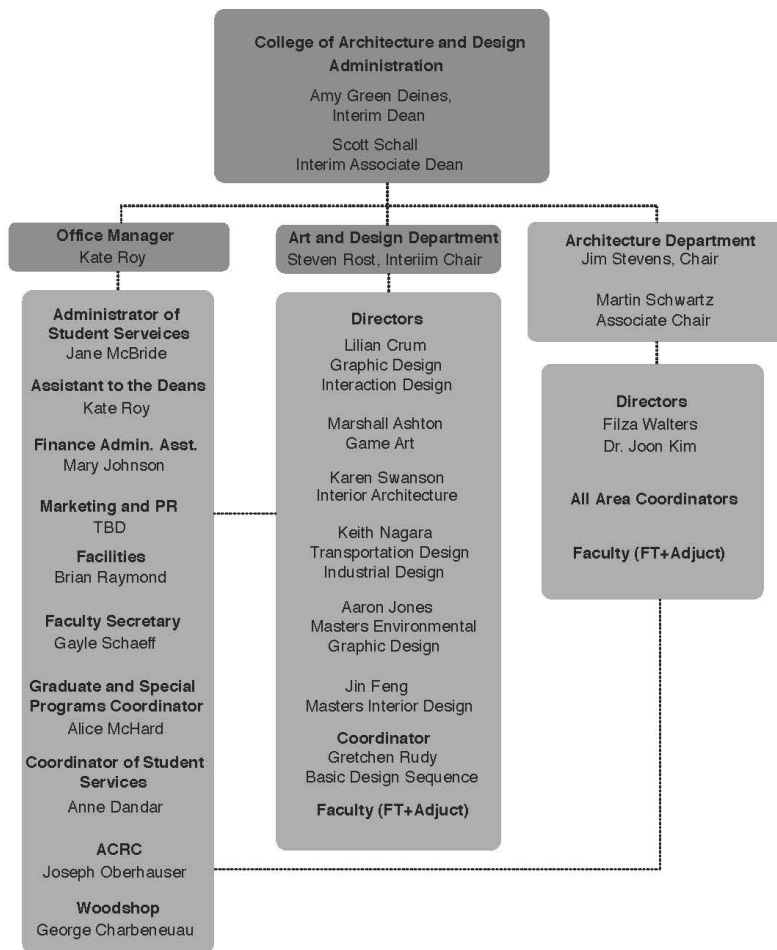 College of Architecture and Design
Administration
Amy Green Deines,
Interim Dean
Scott Schall
Interim Associate Dean
Office Manager
Kate Roy
Administrator of
Student Serveices
Jane McBride
Assistant to the Deans
Kate Roy
Finance Admin. Asst.
Mary Johnson
Marketing and PR
TBD
Facilities
Brian Raymond
Faculty Secretary
Gayle Schaeff
Graduate and Special
Programs Coordinator
Alice McHard
Coordinator of Student
Services
Anne Dandar
ACRC
Joseph Oberhauser
Woodshop
George Charbeneuau
Art and Design Department
Steven Rost, Interiim Chair
Directors
Lilian Crum
Graphic Design
Interaction Design
Marshall Ashton
Game Art
Karen Swanson
Interior Architecture
Keith Nagara
Transportation Design
Industrial Design
Aaron Jones
Masters Environmental
Graphic Design
Jin Feng
Masters Interior Design
Coordinator
Gretchen Rudy
Basic Design Sequence
Faculty (FT+Adjuct)
Architecture Department
Jim Stevens, Chair
Martin Schwartz
Associate Chair
Directors
Filza Walters
Dr. Joon Kim
All Area Coordinators
Faculty (FT+Adjuct)